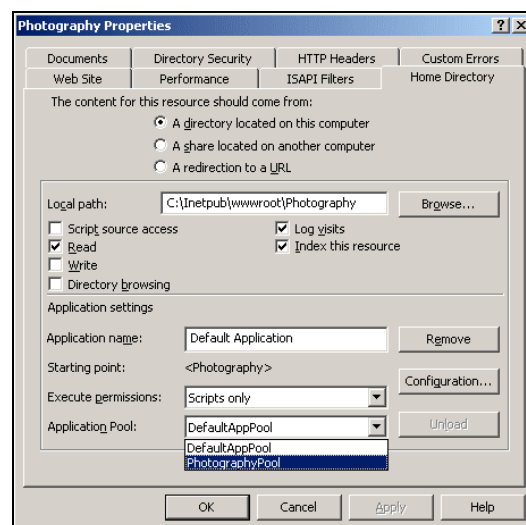 Photography Properties
Documents Directory Security HTTP Headers Custom Errors
Web Site Performance ISAPI Filters Home Directory
The content for this resource should come from:
A directory located on this computer
A share located on another computer
A redirection to a URL
Local path: C:\Inetpub\wwwroot\Photography Browse...
Script source access Log visits
Read Index this resource
Write
Directory browsing
Application settings
Application name: Default Application Remove
Starting point: <Photography>
Configuration...
Execute permissions: Scripts only
Application Pool: DefaultAppPool Unload
DefaultAppPool
PhotographyPool
OK Cancel Apply Help